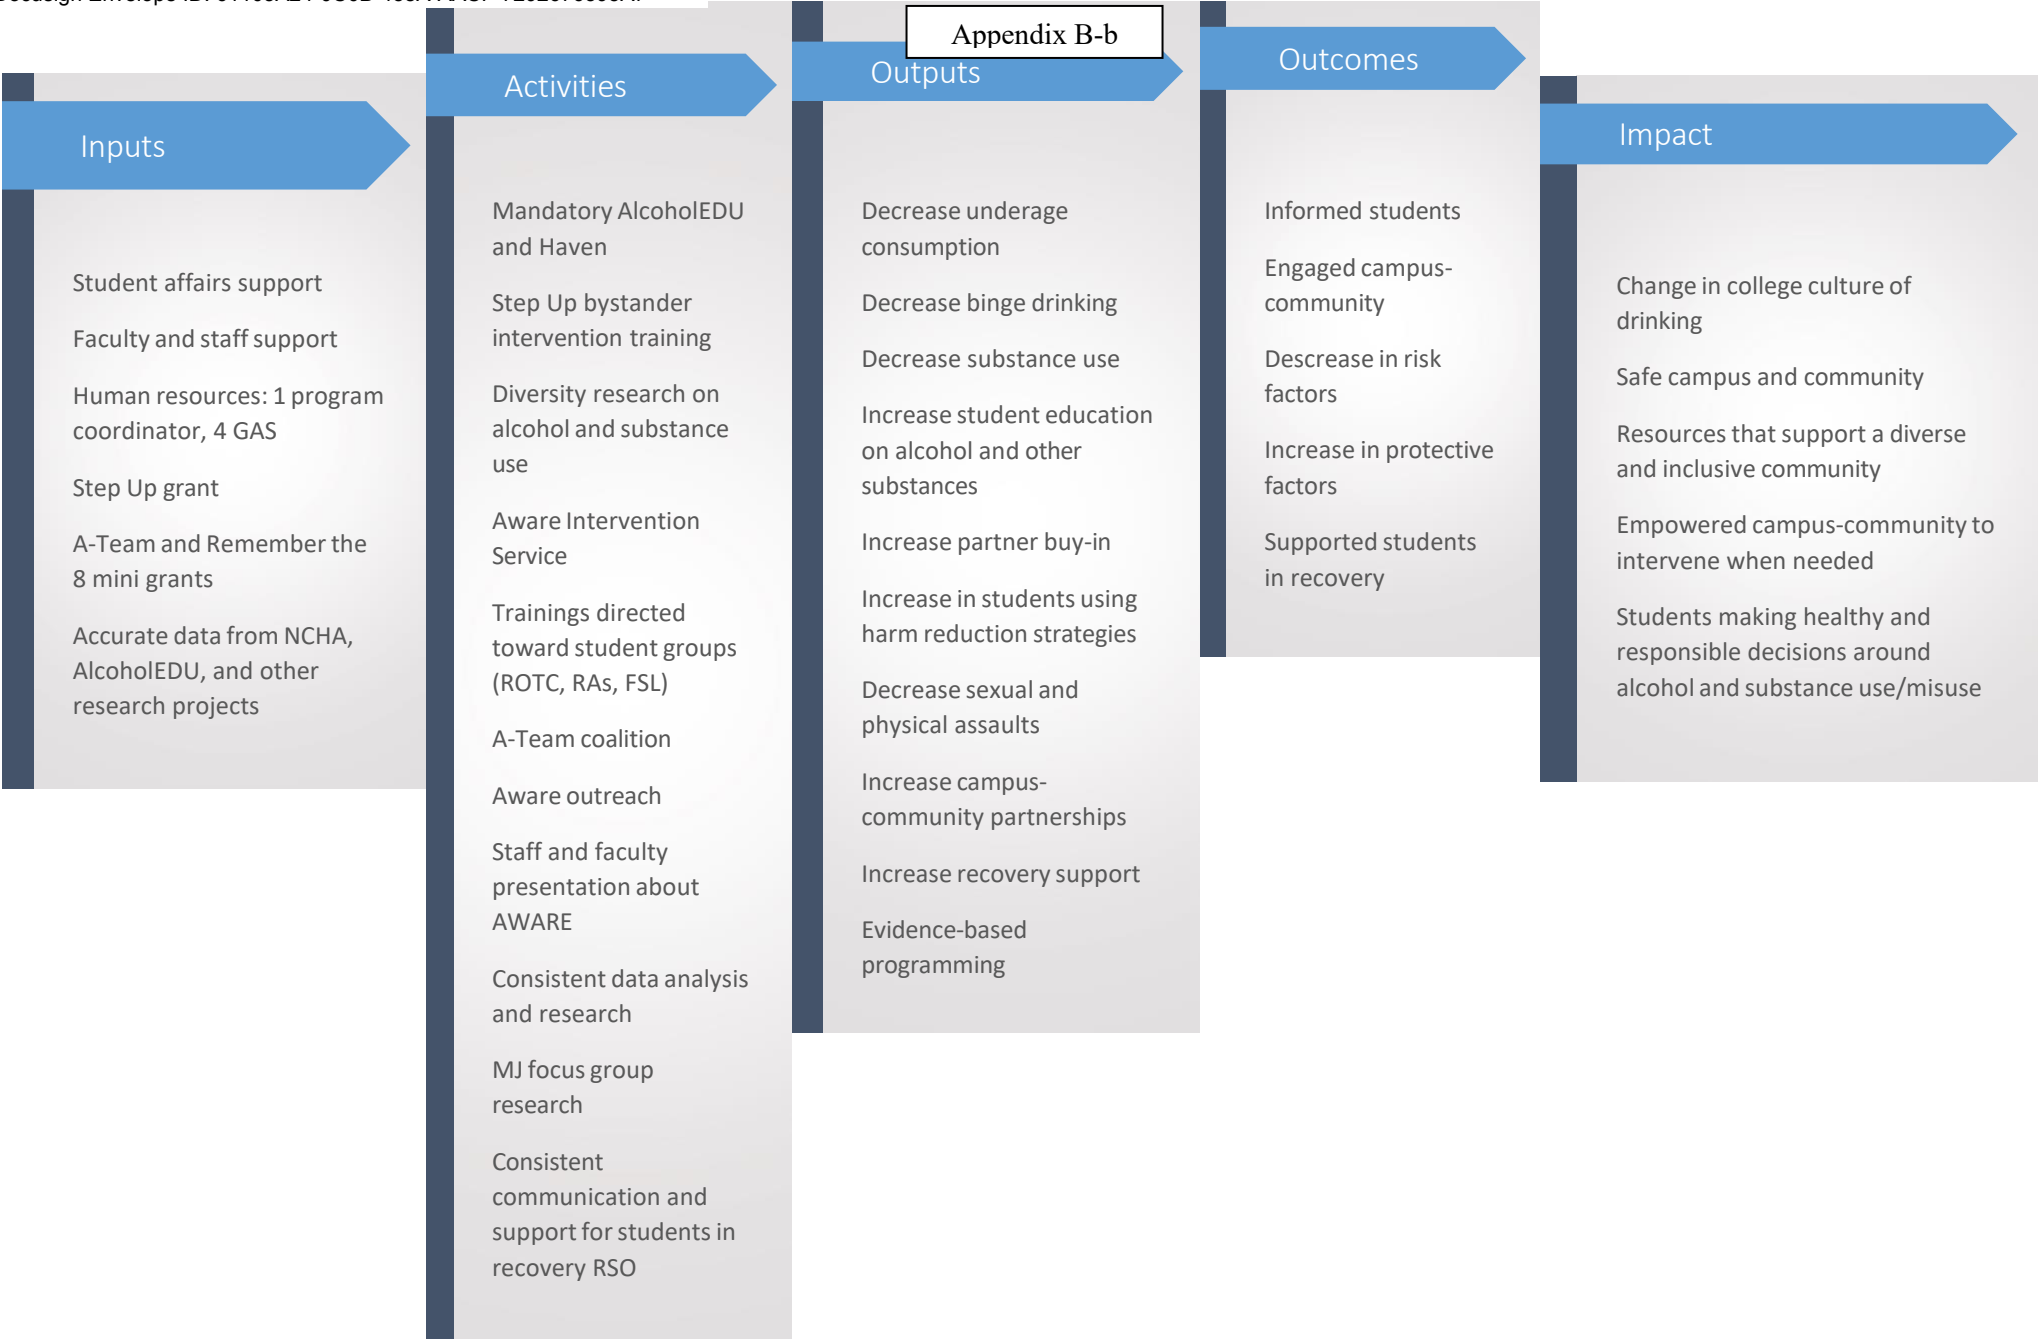 Appendix B-b
Inputs
Student affairs support
Faculty and staff support
Human resources: 1 program
coordinator, 4 GAS
Step Up grant
A-Team and Remember the
8 mini grants
Accurate data from NCHA,
AlcoholEDU, and other
research projects
Activities
Mandatory AlcoholEDU
and Haven
Step Up bystander
intervention training
Diversity research on
alcohol and substance
use
Aware Intervention
Service
Trainings directed
toward student groups
(ROTC, RAs, FSL)
A-Team coalition
Aware outreach
Staff and faculty
presentation about
AWARE
Consistent data analysis
and research
MJ focus group
research
Consistent
communication and
support for students in
recovery RSO
Outputs
Decrease underage
consumption
Decrease binge drinking
Decrease substance use
Increase student education
on alcohol and other
substances
Increase partner buy-in
Increase in students using
harm reduction strategies
Decrease sexual and
physical assaults
Increase campus-
community partnerships
Increase recovery support
Evidence-based
programming
Outcomes
Informed students
Engaged campus-
community
Descrease in risk
factors
Increase in protective
factors
Supported students
in recovery
Impact
Change in college culture of
drinking
Safe campus and community
Resources that support a diverse
and inclusive community
Empowered campus-community to
intervene when needed
Students making healthy and
responsible decisions around
alcohol and substance use/misuse